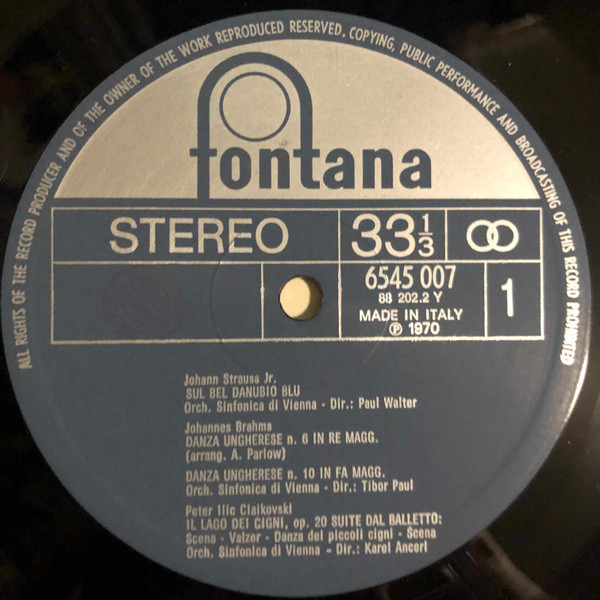 ALL RIGHTS OF THE RECORD PRODUCER AND OF THE OWNER OF THE WORK REPRODUCED RESERVED. COPYING, PUBLIC PERFORMANCE AND BROADCASTING OF THIS RECORD PROHIBITED
fontana
STEREO 33 1/3
6545 007
88 202.2 Y
MADE IN ITALY
℗ 1970
1
Johann Strauss Jr.
SUL BEL DANUBIO BLU
Orch. Sinfonica di Vienna - Dir.: Paul Walter
Johannes Brahms
DANZA UNGHERESE n. 6 IN RE MAGG.
(arrang. A. Parlow)
DANZA UNGHERESE n. 10 IN FA MAGG.
Orch. Sinfonica di Vienna - Dir.: Tibor Paul
Peter Ilic Ciaikovski
IL LAGO DEI CIGNI, op. 20 SUITE DAL BALLETTO:
Scena - Valzer - Danza dei piccoli cigni - Scena
Orch. Sinfonica di Vienna - Dir.: Karel Ancerl